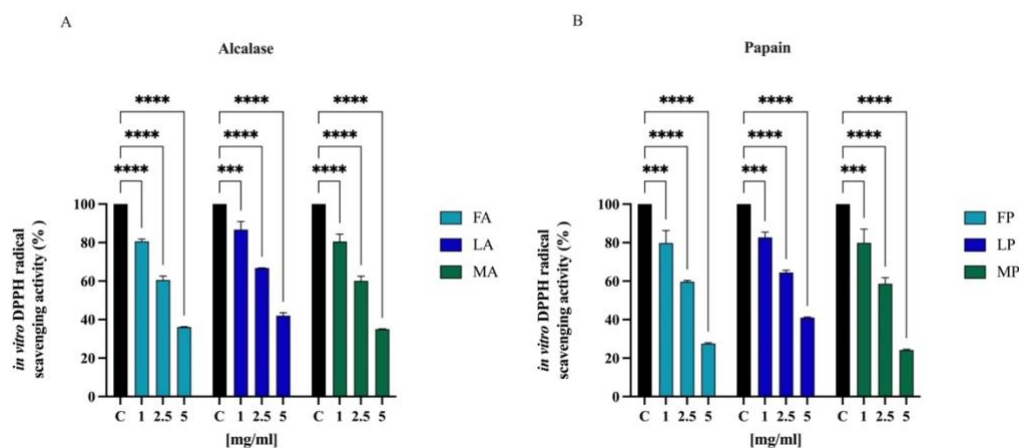 A
Alcalase
**** **** ****
**** **** ****
**** *** ****
in vitro DPPH radical
scavenging activity (%)
100
80
60
40
20
0
C 1 2.5 5 C 1 2.5 5 C 1 2.5 5
[mg/ml]
FA
LA
MA
B
Papain
**** **** ****
**** **** ****
*** *** ***
in vitro DPPH radical
scavenging activity (%)
100
80
60
40
20
0
C 1 2.5 5 C 1 2.5 5 C 1 2.5 5
[mg/ml]
FP
LP
MP